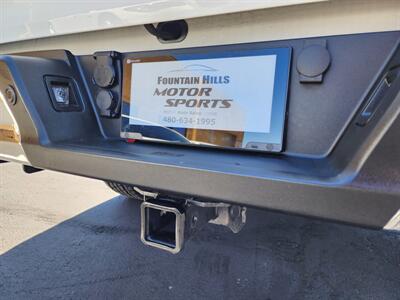 FOUNTAIN HILLS
MOTOR
SPORTS
480-634-1995